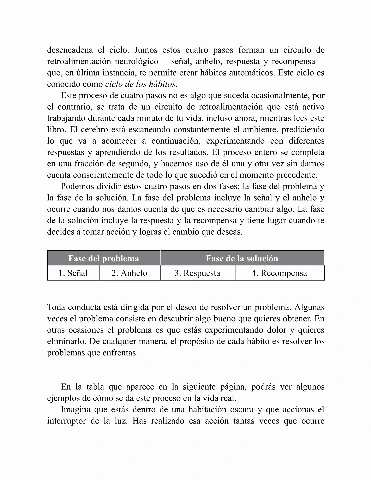 desencadena el ciclo. Juntos estos cuatro pasos forman un circuito de
retroalimentación neurológico —señal, anhelo, respuesta y recompensa—
que, en última instancia, te permite crear hábitos automáticos. Este ciclo es
conocido como ciclo de los hábitos.
Este proceso de cuatro pasos no es algo que suceda ocasionalmente, por
el contrario, se trata de un circuito de retroalimentación que está activo
trabajando durante cada minuto de tu vida, incluso ahora, mientras lees este
libro. El cerebro está escaneando constantemente el ambiente, prediciendo
lo que va a acontecer a continuación, experimentando con diferentes
respuestas y aprendiendo de los resultados. El proceso entero se completa
en una fracción de segundo, y hacemos uso de él una y otra vez sin darnos
cuenta conscientemente de todo lo que sucedió en el momento precedente.
Podemos dividir estos cuatro pasos en dos fases: la fase del problema y
la fase de la solución. La fase del problema incluye la señal y el anhelo y
ocurre cuando nos damos cuenta de que es necesario cambiar algo. La fase
de la solución incluye la respuesta y la recompensa y tiene lugar cuando te
decides a tomar acción y logras el cambio que deseas.
Fase del problema Fase de la solución
1. Señal 2. Anhelo 3. Respuesta 4. Recompensa
Toda conducta está dirigida por el deseo de resolver un problema. Algunas
veces el problema consiste en descubrir algo bueno que quieres obtener. En
otras ocasiones el problema es que estás experimentando dolor y quieres
eliminarlo. De cualquier manera, el propósito de cada hábito es resolver los
problemas que enfrentas.
En la tabla que aparece en la siguiente página, podrás ver algunos
ejemplos de cómo se da este proceso en la vida real.
Imagina que estás dentro de una habitación oscura y que accionas el
interruptor de la luz. Has realizado esa acción tantas veces que ocurre